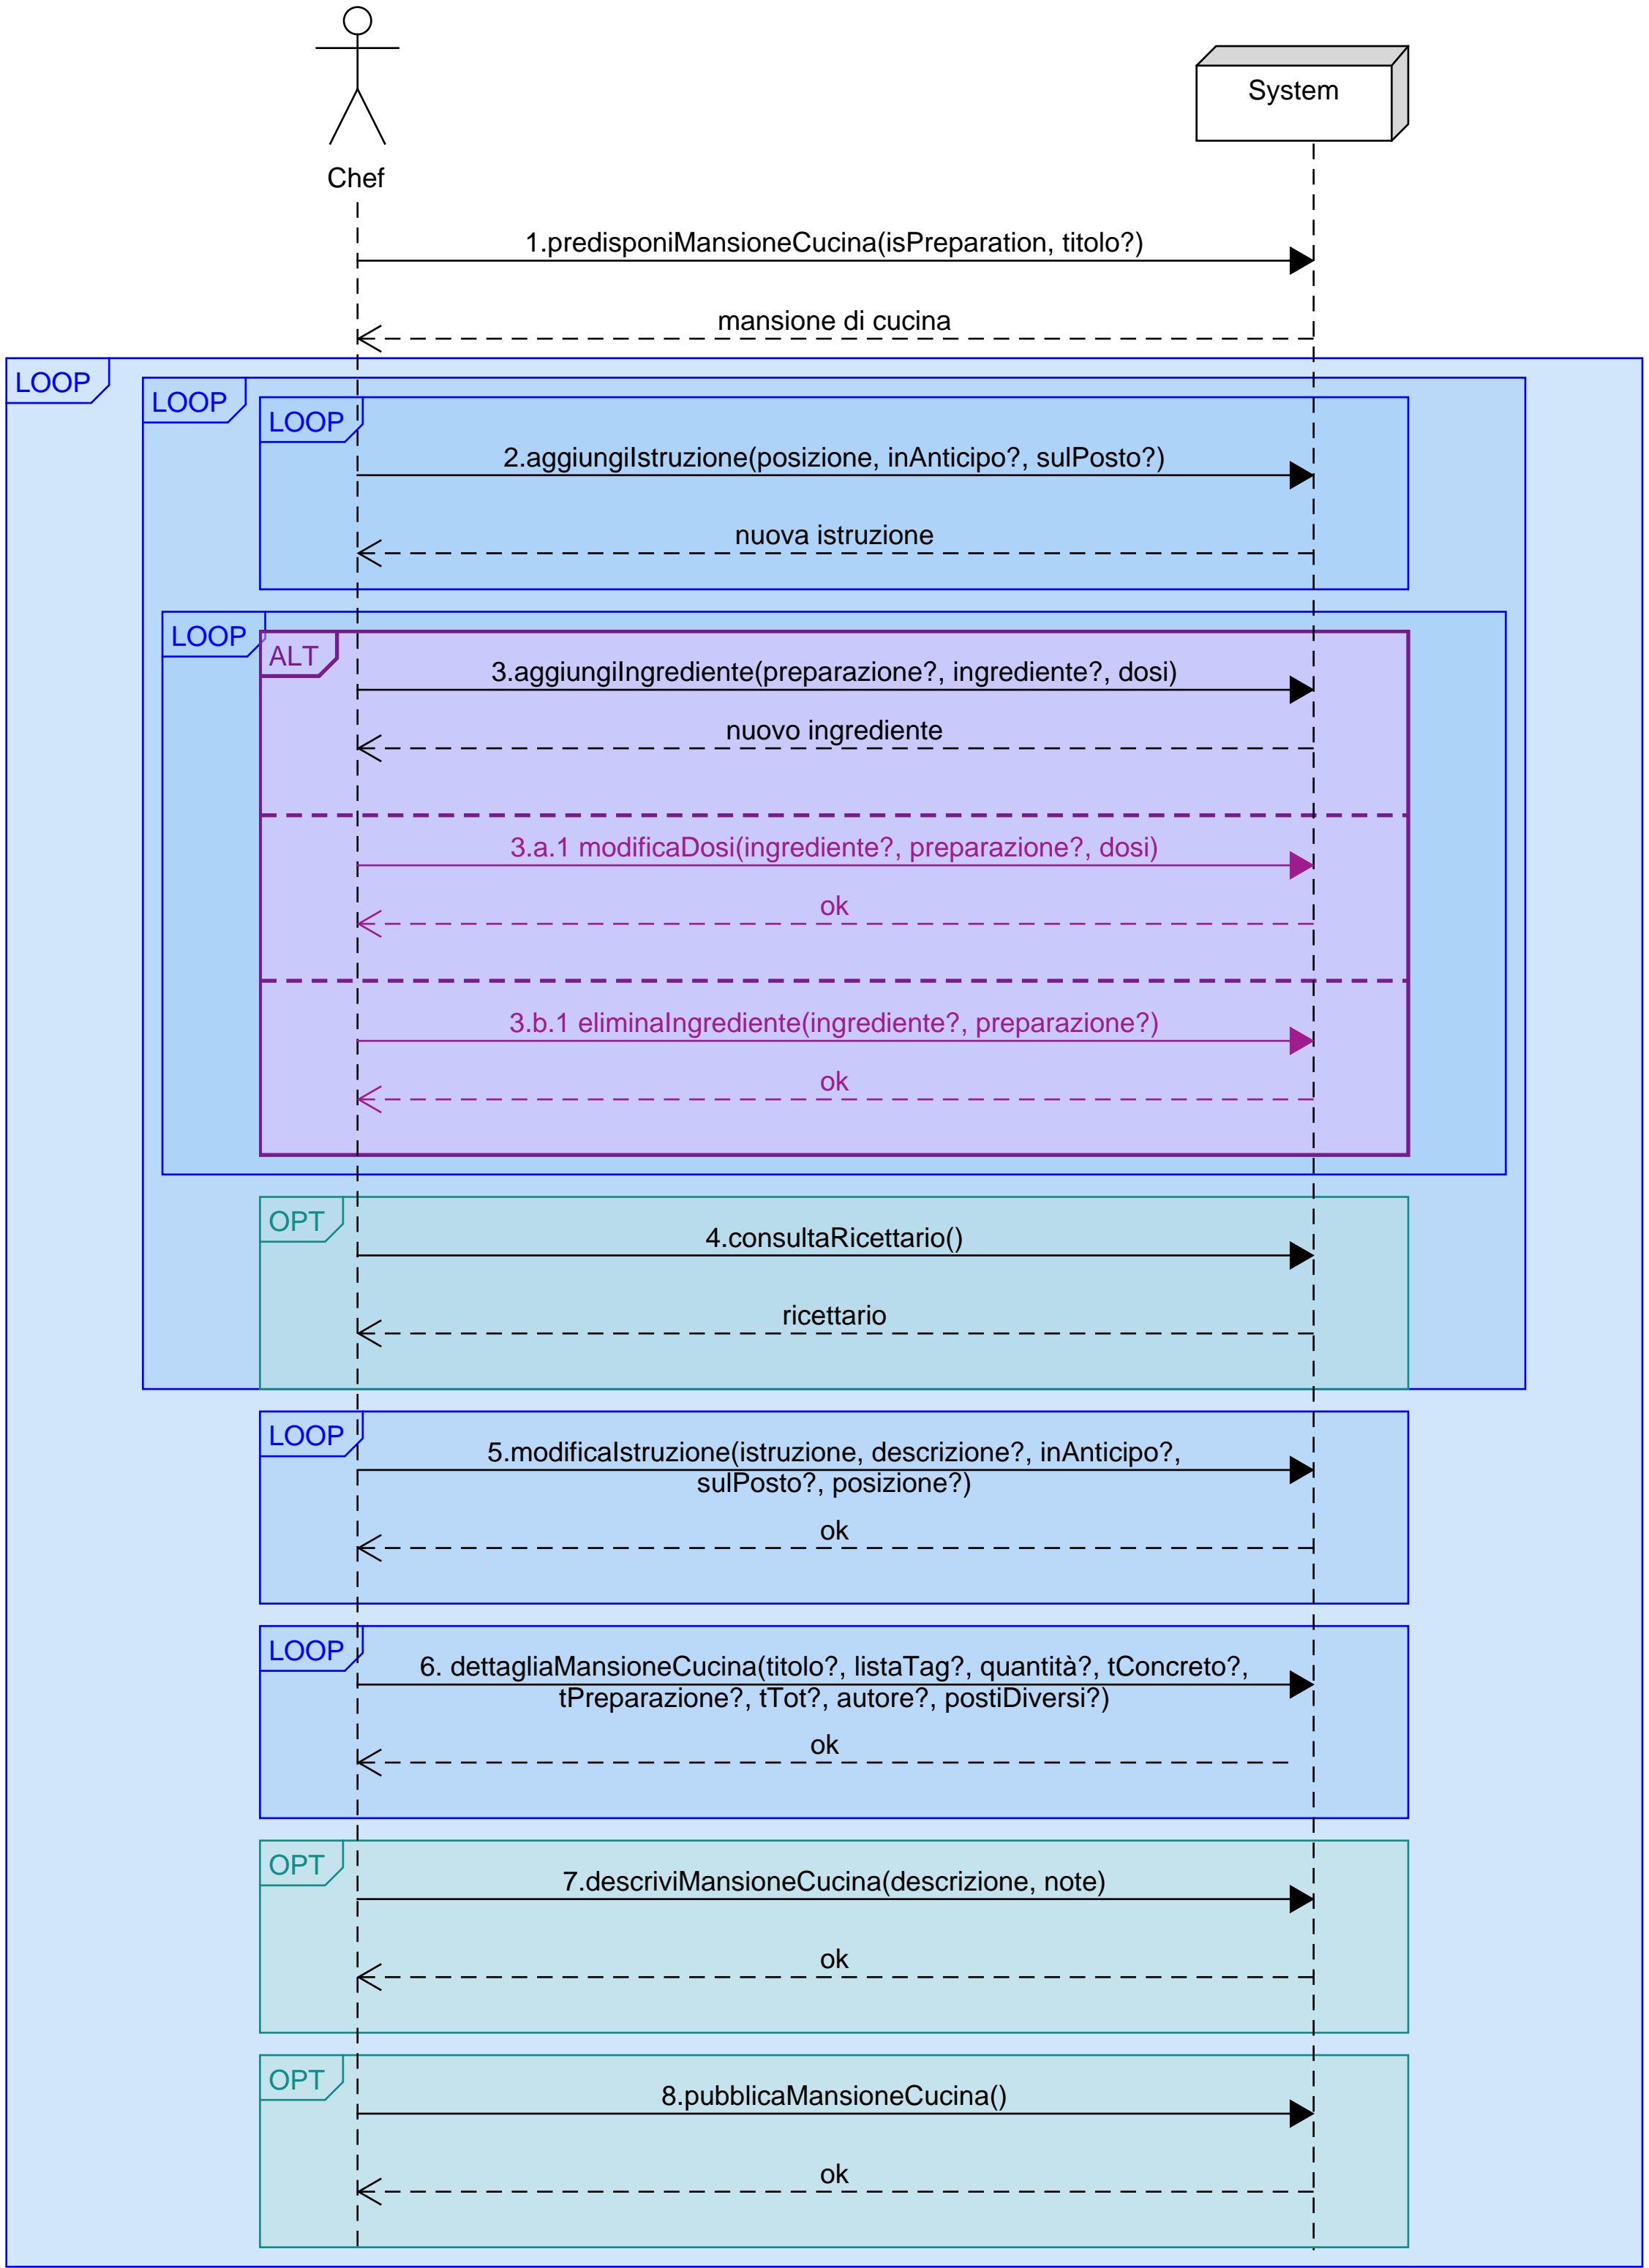 System
Chef
1.predisponiMansioneCucina(isPreparation, titolo?)
mansione di cucina
LOOP
LOOP
LOOP
2.aggiungiIstruzione(posizione, inAnticipo?, sulPosto?)
nuova istruzione
LOOP
ALT
3.aggiungiIngrediente(preparazione?, ingrediente?, dosi)
nuovo ingrediente
3.a.1 modificaDosi(ingrediente?, preparazione?, dosi)
ok
3.b.1 eliminaIngrediente(ingrediente?, preparazione?)
ok
OPT
4.consultaRicettario()
ricettario
LOOP
5.modificaIstruzione(istruzione, descrizione?, inAnticipo?,
sulPosto?, posizione?)
ok
LOOP
6. dettagliaMansioneCucina(titolo?, listaTag?, quantità?, tConcreto?,
tPreparazione?, tTot?, autore?, postiDiversi?)
ok
OPT
7.descriviMansioneCucina(descrizione, note)
ok
OPT
8.pubblicaMansioneCucina()
ok